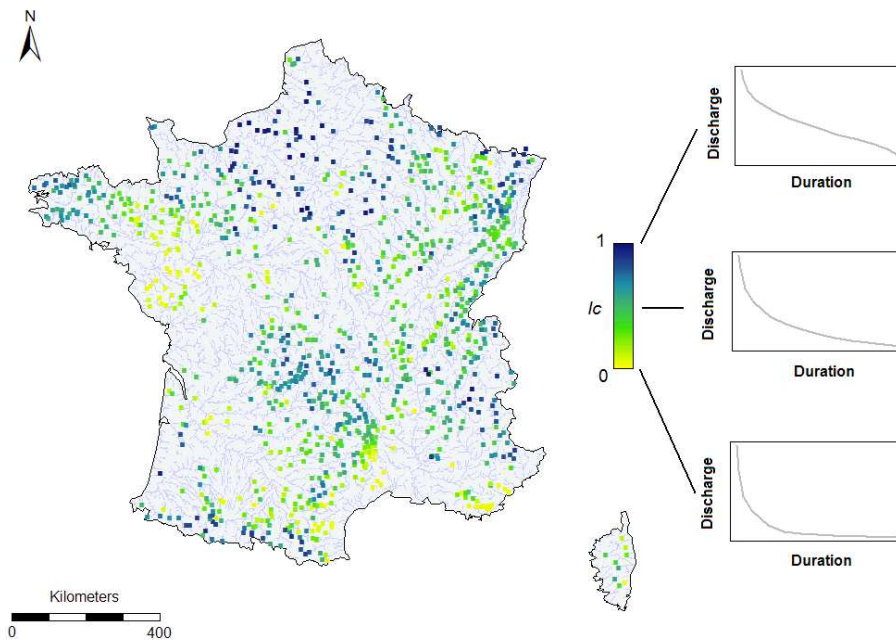 N
Discharge
Duration
1
Ic
0
Discharge
Duration
Discharge
Duration
Kilometers
0 400